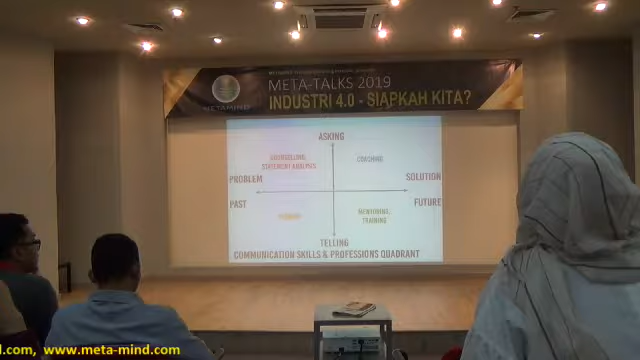 META-TALKS 2019
METAMIND
INDUSTRI 4.0 - SIAPKAH KITA?
ASKING
COUNSELLING,
STATEMENT ANALYSIS
COACHING
PROBLEM
SOLUTION
PAST
FUTURE
MENTORING,
TRAINING
TELLING
COMMUNICATION SKILLS & PROFESSIONS QUADRANT
l.com, www.meta-mind.com